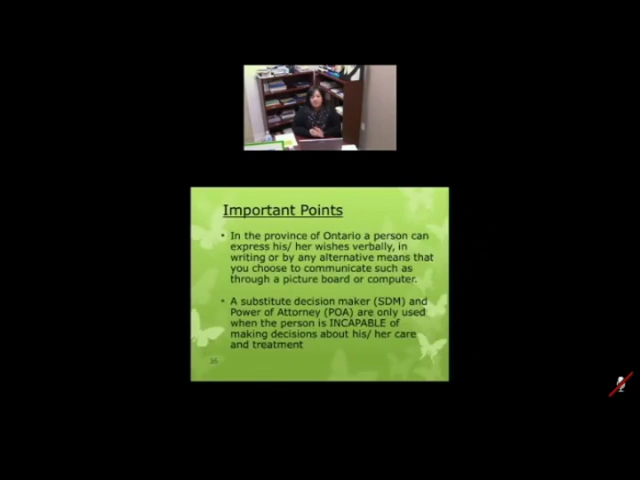 Important Points
• In the province of Ontario a person can
express his/ her wishes verbally, in
writing or by any alternative means that
you choose to communicate such as
through a picture board or computer.
• A substitute decision maker (SDM) and
Power of Attorney (POA) are only used
when the person is INCAPABLE of
making decisions about his/ her care
and treatment